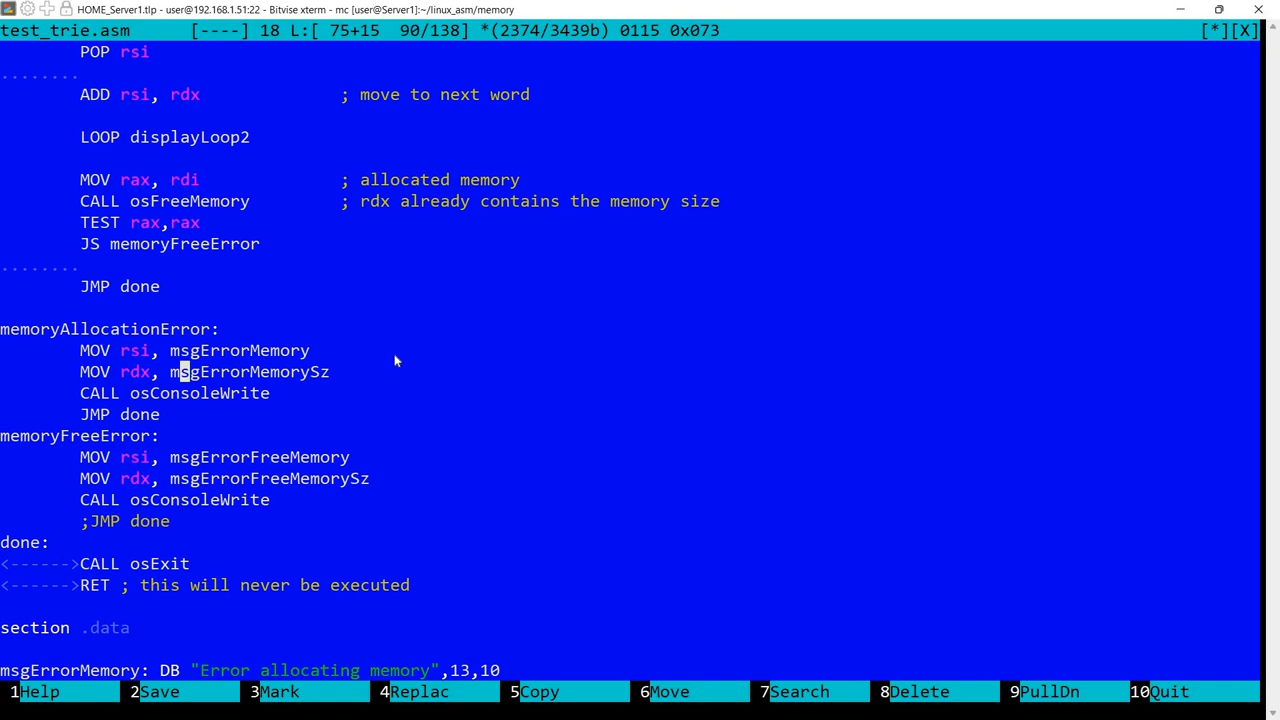 HOME_Server1.tlp - user@192.168.1.51:22 - Bitvise xterm - mc [user@Server1]:~/linux_asm/memory
test_trie.asm      [----] 18 L:[ 75+15  90/138] *(2374/3439b) 0115 0x073      [*][X]
        POP rsi
........
        ADD rsi, rdx              ; move to next word
        LOOP displayLoop2
        MOV rax, rdi              ; allocated memory
        CALL osFreeMemory         ; rdx already contains the memory size
        TEST rax,rax
        JS memoryFreeError
........
        JMP done
memoryAllocationError:
        MOV rsi, msgErrorMemory
        MOV rdx, msgErrorMemorySz
        CALL osConsoleWrite
        JMP done
memoryFreeError:
        MOV rsi, msgErrorFreeMemory
        MOV rdx, msgErrorFreeMemorySz
        CALL osConsoleWrite
        ;JMP done
done:
<------>CALL osExit
<------>RET ; this will never be executed
section .data
msgErrorMemory: DB "Error allocating memory",13,10
1Help 2Save 3Mark 4Replac 5Copy 6Move 7Search 8Delete 9PullDn 10Quit